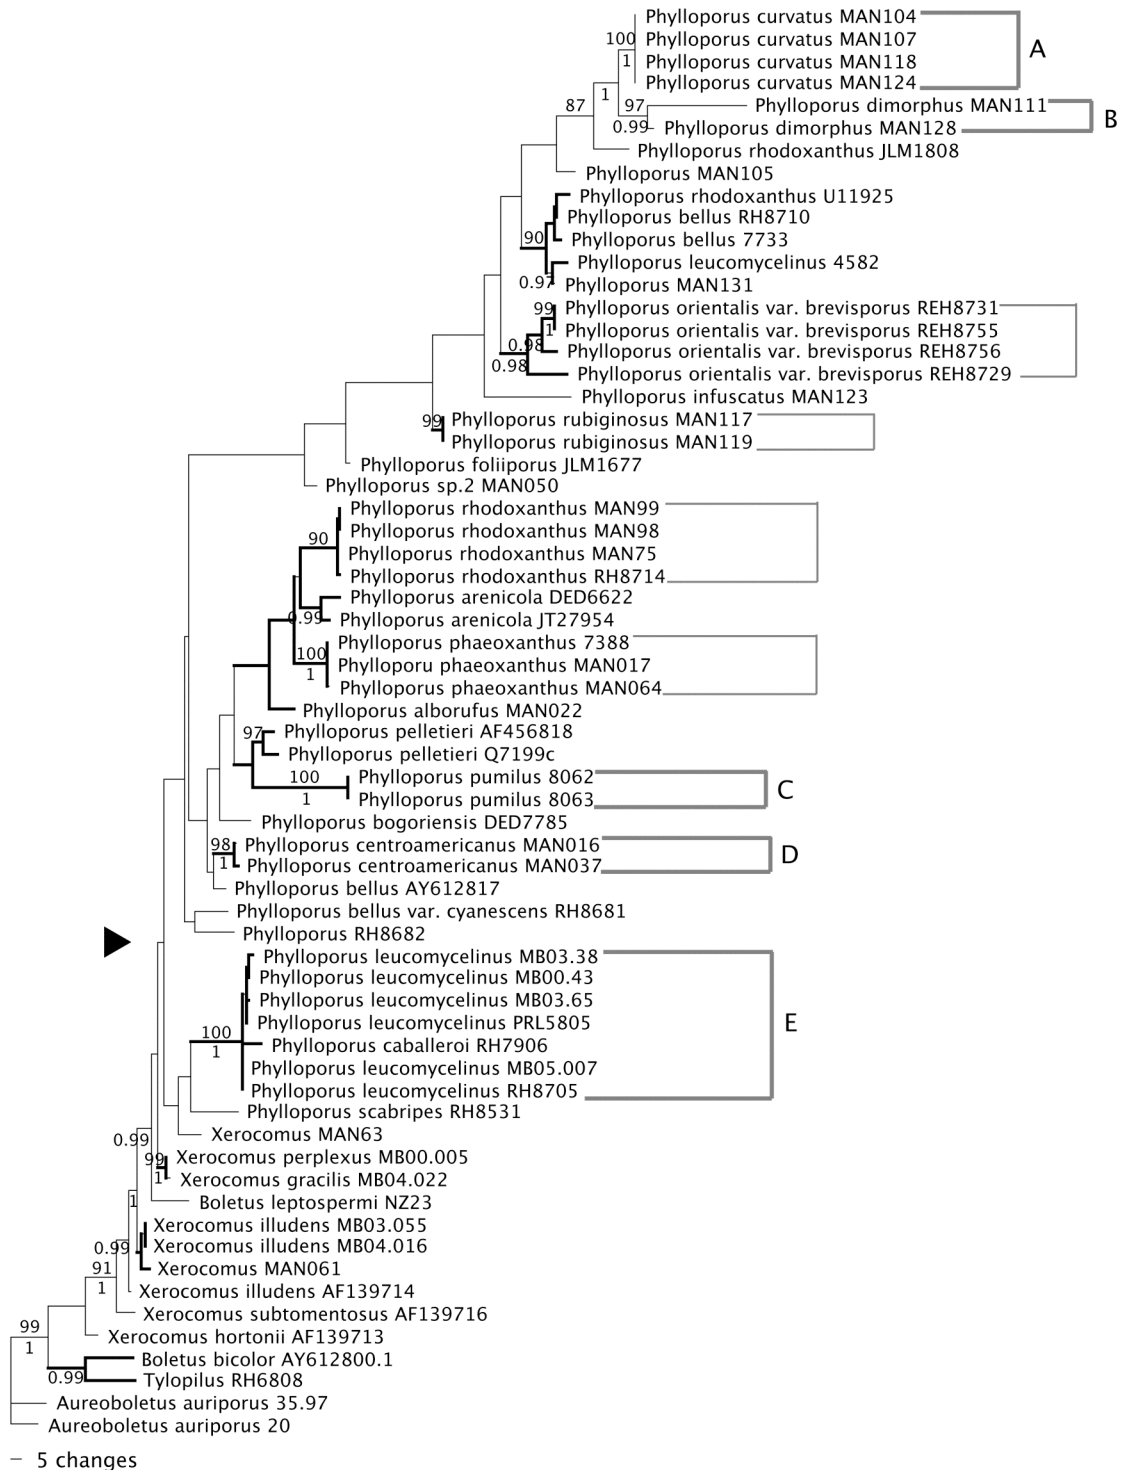 Phylloporus curvatus MAN104
100
Phylloporus curvatus MAN107
A
1
Phylloporus curvatus MAN118
Phylloporus curvatus MAN124
1
87
97
Phylloporus dimorphus MAN111
B
0.99
Phylloporus dimorphus MAN128
Phylloporus rhodoxanthus JLM1808
Phylloporus MAN105
Phylloporus rhodoxanthus U11925
Phylloporus bellus RH8710
90
Phylloporus bellus 7733
Phylloporus leucomycelinus 4582
0.97
Phylloporus MAN131
99
Phylloporus orientalis var. brevisporus REH8731
1
Phylloporus orientalis var. brevisporus REH8755
0.98
Phylloporus orientalis var. brevisporus REH8756
0.98
Phylloporus orientalis var. brevisporus REH8729
Phylloporus infuscatus MAN123
99
Phylloporus rubiginosus MAN117
Phylloporus rubiginosus MAN119
Phylloporus foliiporus JLM1677
Phylloporus sp.2 MAN050
Phylloporus rhodoxanthus MAN99
Phylloporus rhodoxanthus MAN98
90
Phylloporus rhodoxanthus MAN75
Phylloporus rhodoxanthus RH8714
Phylloporus arenicola DED6622
0.99
Phylloporus arenicola JT27954
Phylloporus phaeoxanthus 7388
100
Phylloporu phaeoxanthus MAN017
1
Phylloporus phaeoxanthus MAN064
Phylloporus alborufus MAN022
97
Phylloporus pelletieri AF456818
Phylloporus pelletieri Q7199c
100
Phylloporus pumilus 8062
C
1
Phylloporus pumilus 8063
Phylloporus bogoriensis DED7785
98
Phylloporus centroamericanus MAN016
D
1
Phylloporus centroamericanus MAN037
Phylloporus bellus AY612817
Phylloporus bellus var. cyanescens RH8681
Phylloporus RH8682
Phylloporus leucomycelinus MB03.38
Phylloporus leucomycelinus MB00.43
Phylloporus leucomycelinus MB03.65
Phylloporus leucomycelinus PRL5805
E
100
1
Phylloporus caballeroi RH7906
Phylloporus leucomycelinus MB05.007
Phylloporus leucomycelinus RH8705
Phylloporus scabripes RH8531
Xerocomus MAN63
0.99
99
Xerocomus perplexus MB00.005
1
Xerocomus gracilis MB04.022
1
Boletus leptospermi NZ23
Xerocomus illudens MB03.055
0.99
Xerocomus illudens MB04.016
91
Xerocomus MAN061
1
Xerocomus illudens AF139714
Xerocomus subtomentosus AF139716
99
Xerocomus hortonii AF139713
1
Boletus bicolor AY612800.1
0.99
Tylopilus RH6808
Aureoboletus auriporus 35.97
Aureoboletus auriporus 20
5 changes